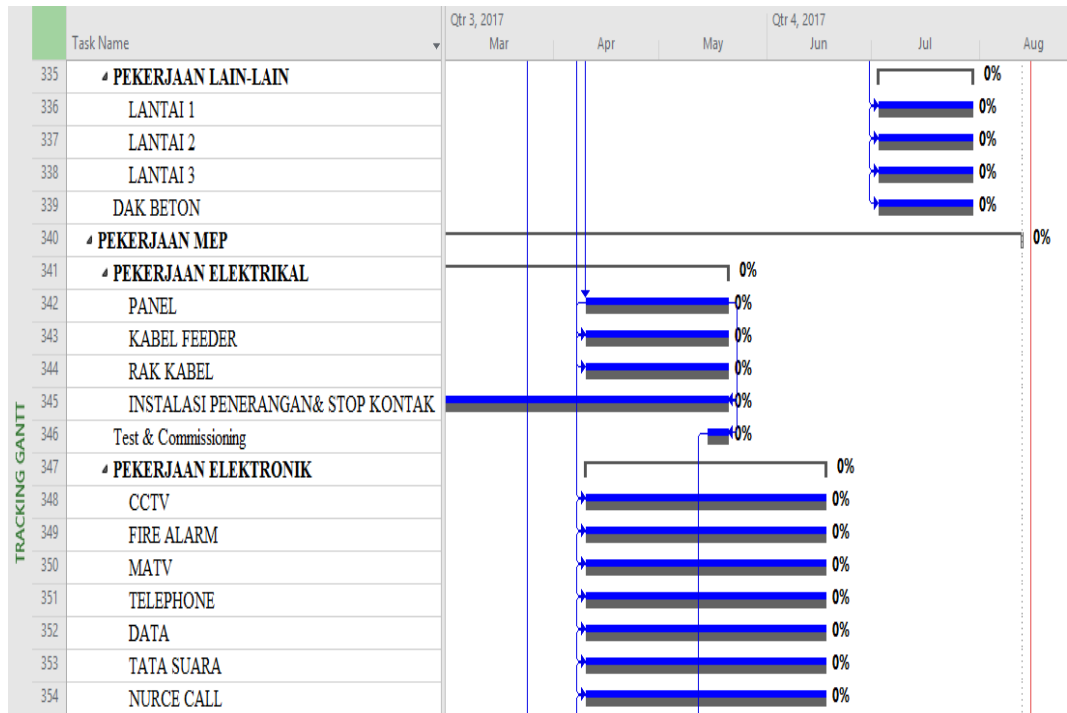 Qtr 3, 2017 Qtr 4, 2017
Task Name Mar Apr May Jun Jul Aug
335 PEKERJAAN LAIN-LAIN 0%
336 LANTAI 1 0%
337 LANTAI 2 0%
338 LANTAI 3 0%
339 DAK BETON 0%
340 PEKERJAAN MEP 0%
341 PEKERJAAN ELEKTRIKAL 0%
342 PANEL 0%
343 KABEL FEEDER 0%
344 RAK KABEL 0%
345 INSTALASI PENERANGAN& STOP KONTAK 0%
346 Test & Commissioning 0%
347 PEKERJAAN ELEKTRONIK 0%
348 CCTV 0%
349 FIRE ALARM 0%
350 MATV 0%
351 TELEPHONE 0%
352 DATA 0%
353 TATA SUARA 0%
354 NURCE CALL 0%
TRACKING GANTT